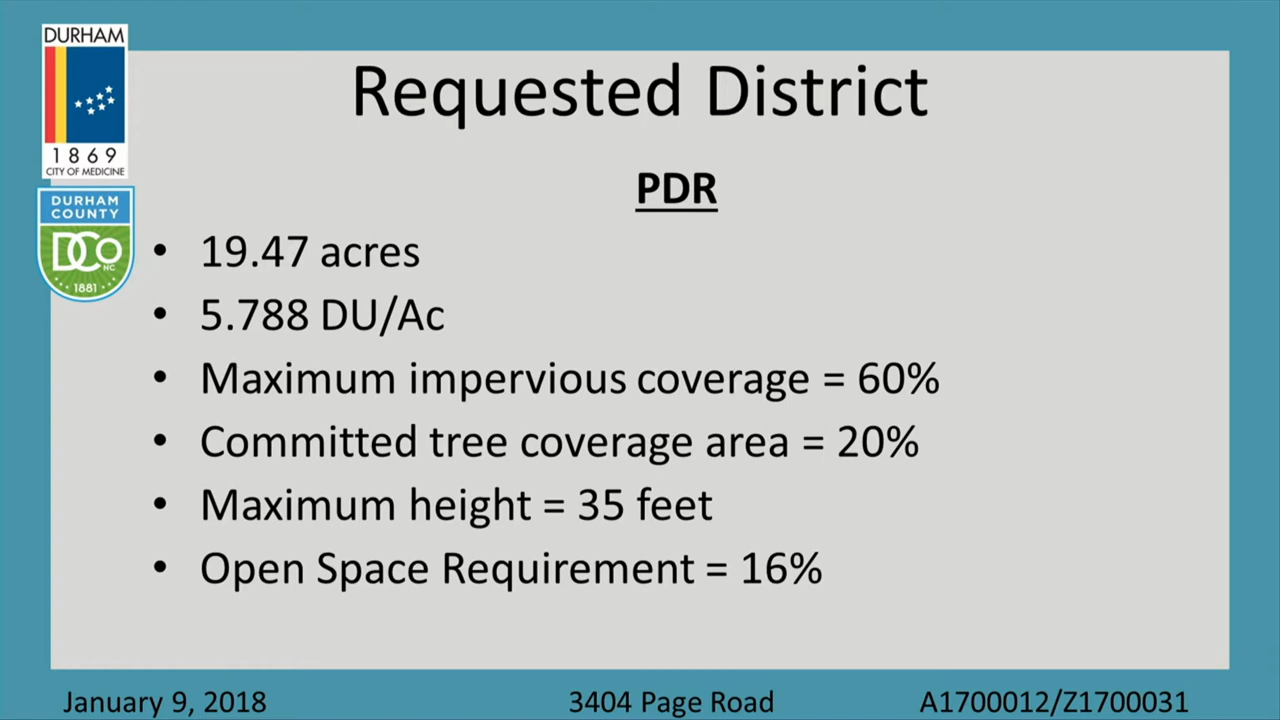 DURHAM
1869
CITY OF MEDICINE
DURHAM
COUNTY
DCO
NC
1881
Requested District
PDR
• 19.47 acres
• 5.788 DU/Ac
• Maximum impervious coverage = 60%
• Committed tree coverage area = 20%
• Maximum height = 35 feet
• Open Space Requirement = 16%
January 9, 2018
3404 Page Road
A1700012/Z1700031